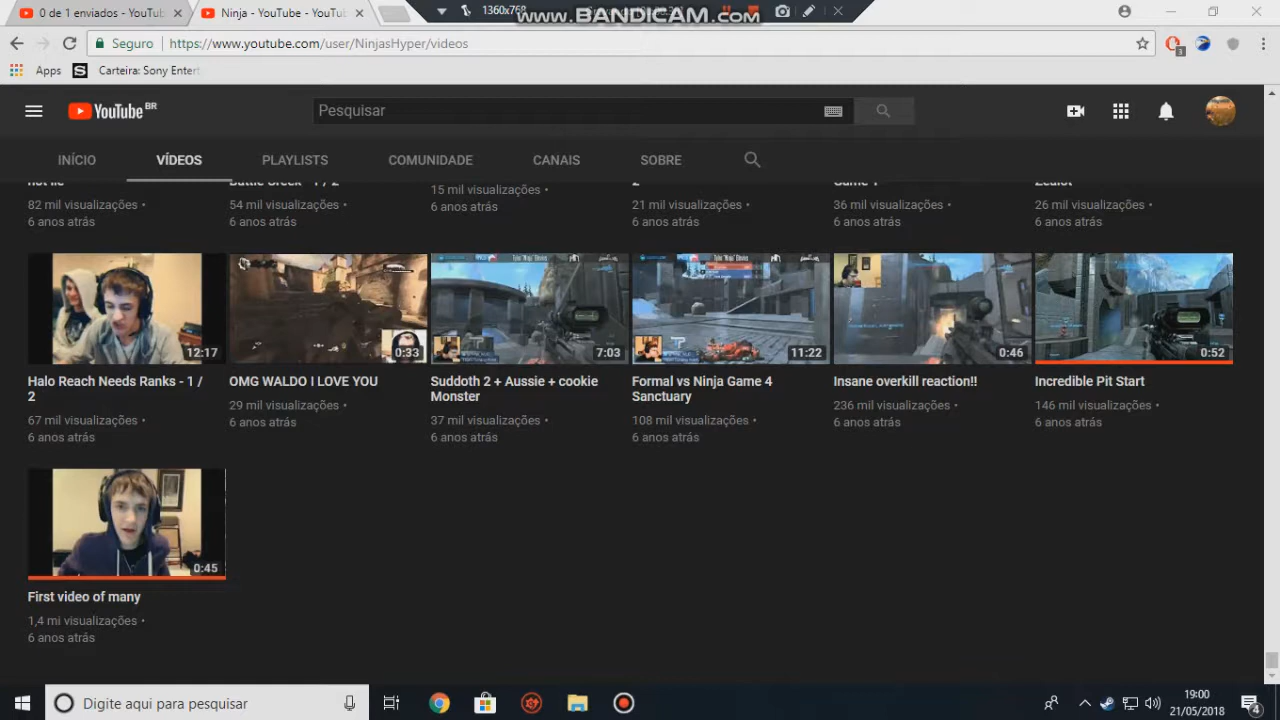 0 de 1 enviados - YouTub
Ninja - YouTube
1360x768
www.BANDICAM.com
Seguro
https://www.youtube.com/user/NinjasHyper/videos
3
Apps
S
Carteira: Sony Entert
YouTube BR
Pesquisar
INÍCIO
VÍDEOS
PLAYLISTS
COMUNIDADE
CANAIS
SOBRE
82 mil visualizações •
6 anos atrás
54 mil visualizações •
6 anos atrás
15 mil visualizações •
6 anos atrás
21 mil visualizações •
6 anos atrás
36 mil visualizações •
6 anos atrás
26 mil visualizações •
6 anos atrás
12:17
Halo Reach Needs Ranks - 1 /
2
67 mil visualizações •
6 anos atrás
0:33
OMG WALDO I LOVE YOU
29 mil visualizações •
6 anos atrás
7:03
Suddoth 2 + Aussie + cookie
Monster
37 mil visualizações •
6 anos atrás
11:22
Formal vs Ninja Game 4
Sanctuary
108 mil visualizações •
6 anos atrás
0:46
Insane overkill reaction!!
236 mil visualizações •
6 anos atrás
0:52
Incredible Pit Start
146 mil visualizações •
6 anos atrás
0:45
First video of many
1,4 mi visualizações •
6 anos atrás
Digite aqui para pesquisar
19:00
21/05/2018
4